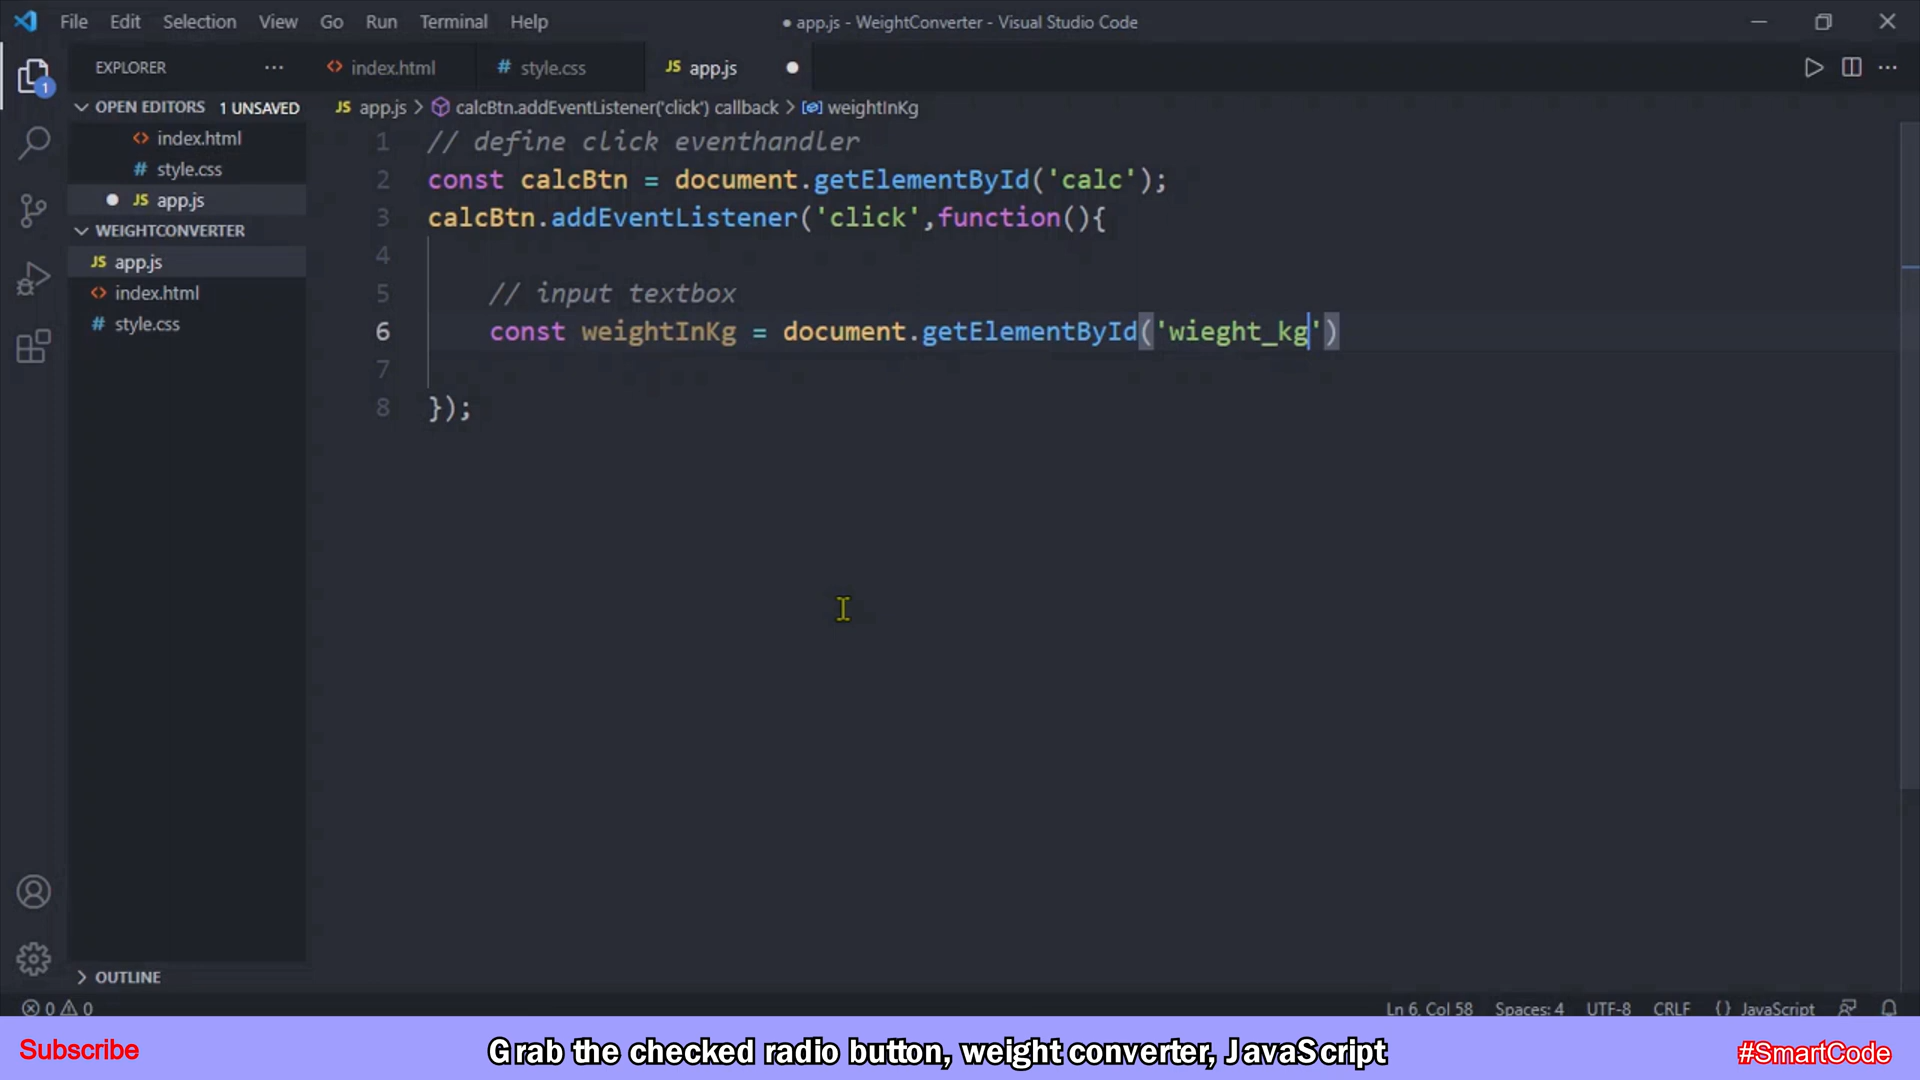 File Edit Selection View Go Run Terminal Help
● app.js - WeightConverter - Visual Studio Code
EXPLORER ···
index.html
style.css
app.js
OPEN EDITORS 1 UNSAVED
index.html
style.css
app.js
WEIGHTCONVERTER
app.js
index.html
style.css
1
app.js > calcBtn.addEventListener('click') callback > weightInKg
1 // define click eventhandler
2 const calcBtn = document.getElementById('calc');
3 calcBtn.addEventListener('click',function(){
4
5 // input textbox
6 const weightInKg = document.getElementById('wieght_kg')
7
8 });
OUTLINE
0 0
Ln 6, Col 58 Spaces: 4 UTF-8 CRLF {} JavaScript
Subscribe
Grab the checked radio button, weight converter, JavaScript
#SmartCode